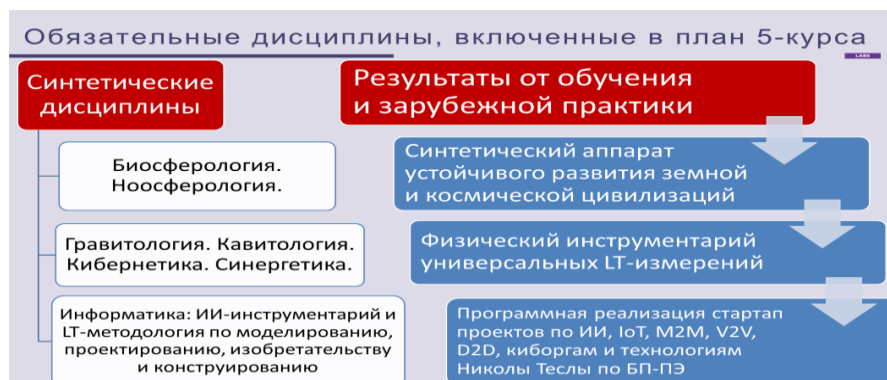 Обязательные дисциплины, включенные в план 5-курса
LABS
Синтетические
дисциплины
Биосферология.
Ноосферология.
Гравитология. Кавитология.
Кибернетика. Синергетика.
Информатика: ИИ-инструментарий и
LT-методология по моделированию,
проектированию, изобретательству
и конструированию
Результаты от обучения
и зарубежной практики
Синтетический аппарат
устойчивого развития земной
и космической цивилизаций
Физический инструментарий
универсальных LT-измерений
Программная реализация стартап
проектов по ИИ, IoT, M2M, V2V,
D2D, киборгам и технологиям
Николы Теслы по БП-ПЭ